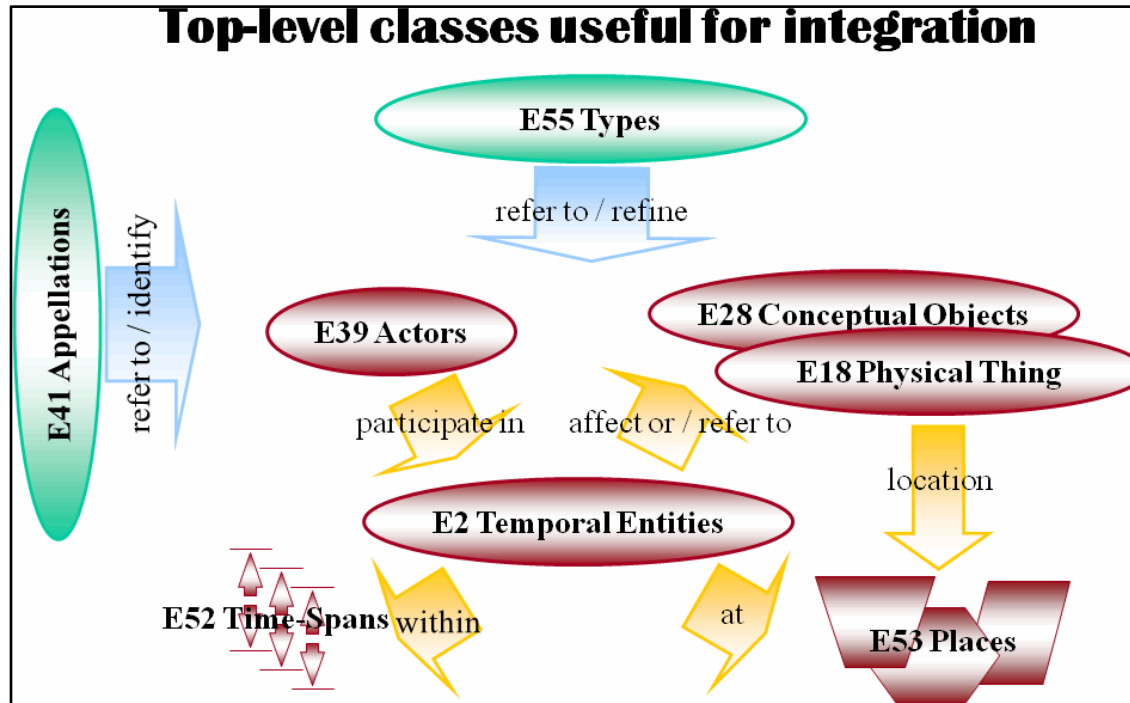 Top-level classes useful for integration
E55 Types
refer to / refine
E41 Appellations
refer to / identify
E39 Actors
E28 Conceptual Objects
E18 Physical Thing
participate in
affect or / refer to
location
E2 Temporal Entities
E52 Time-Spans
within
at
E53 Places